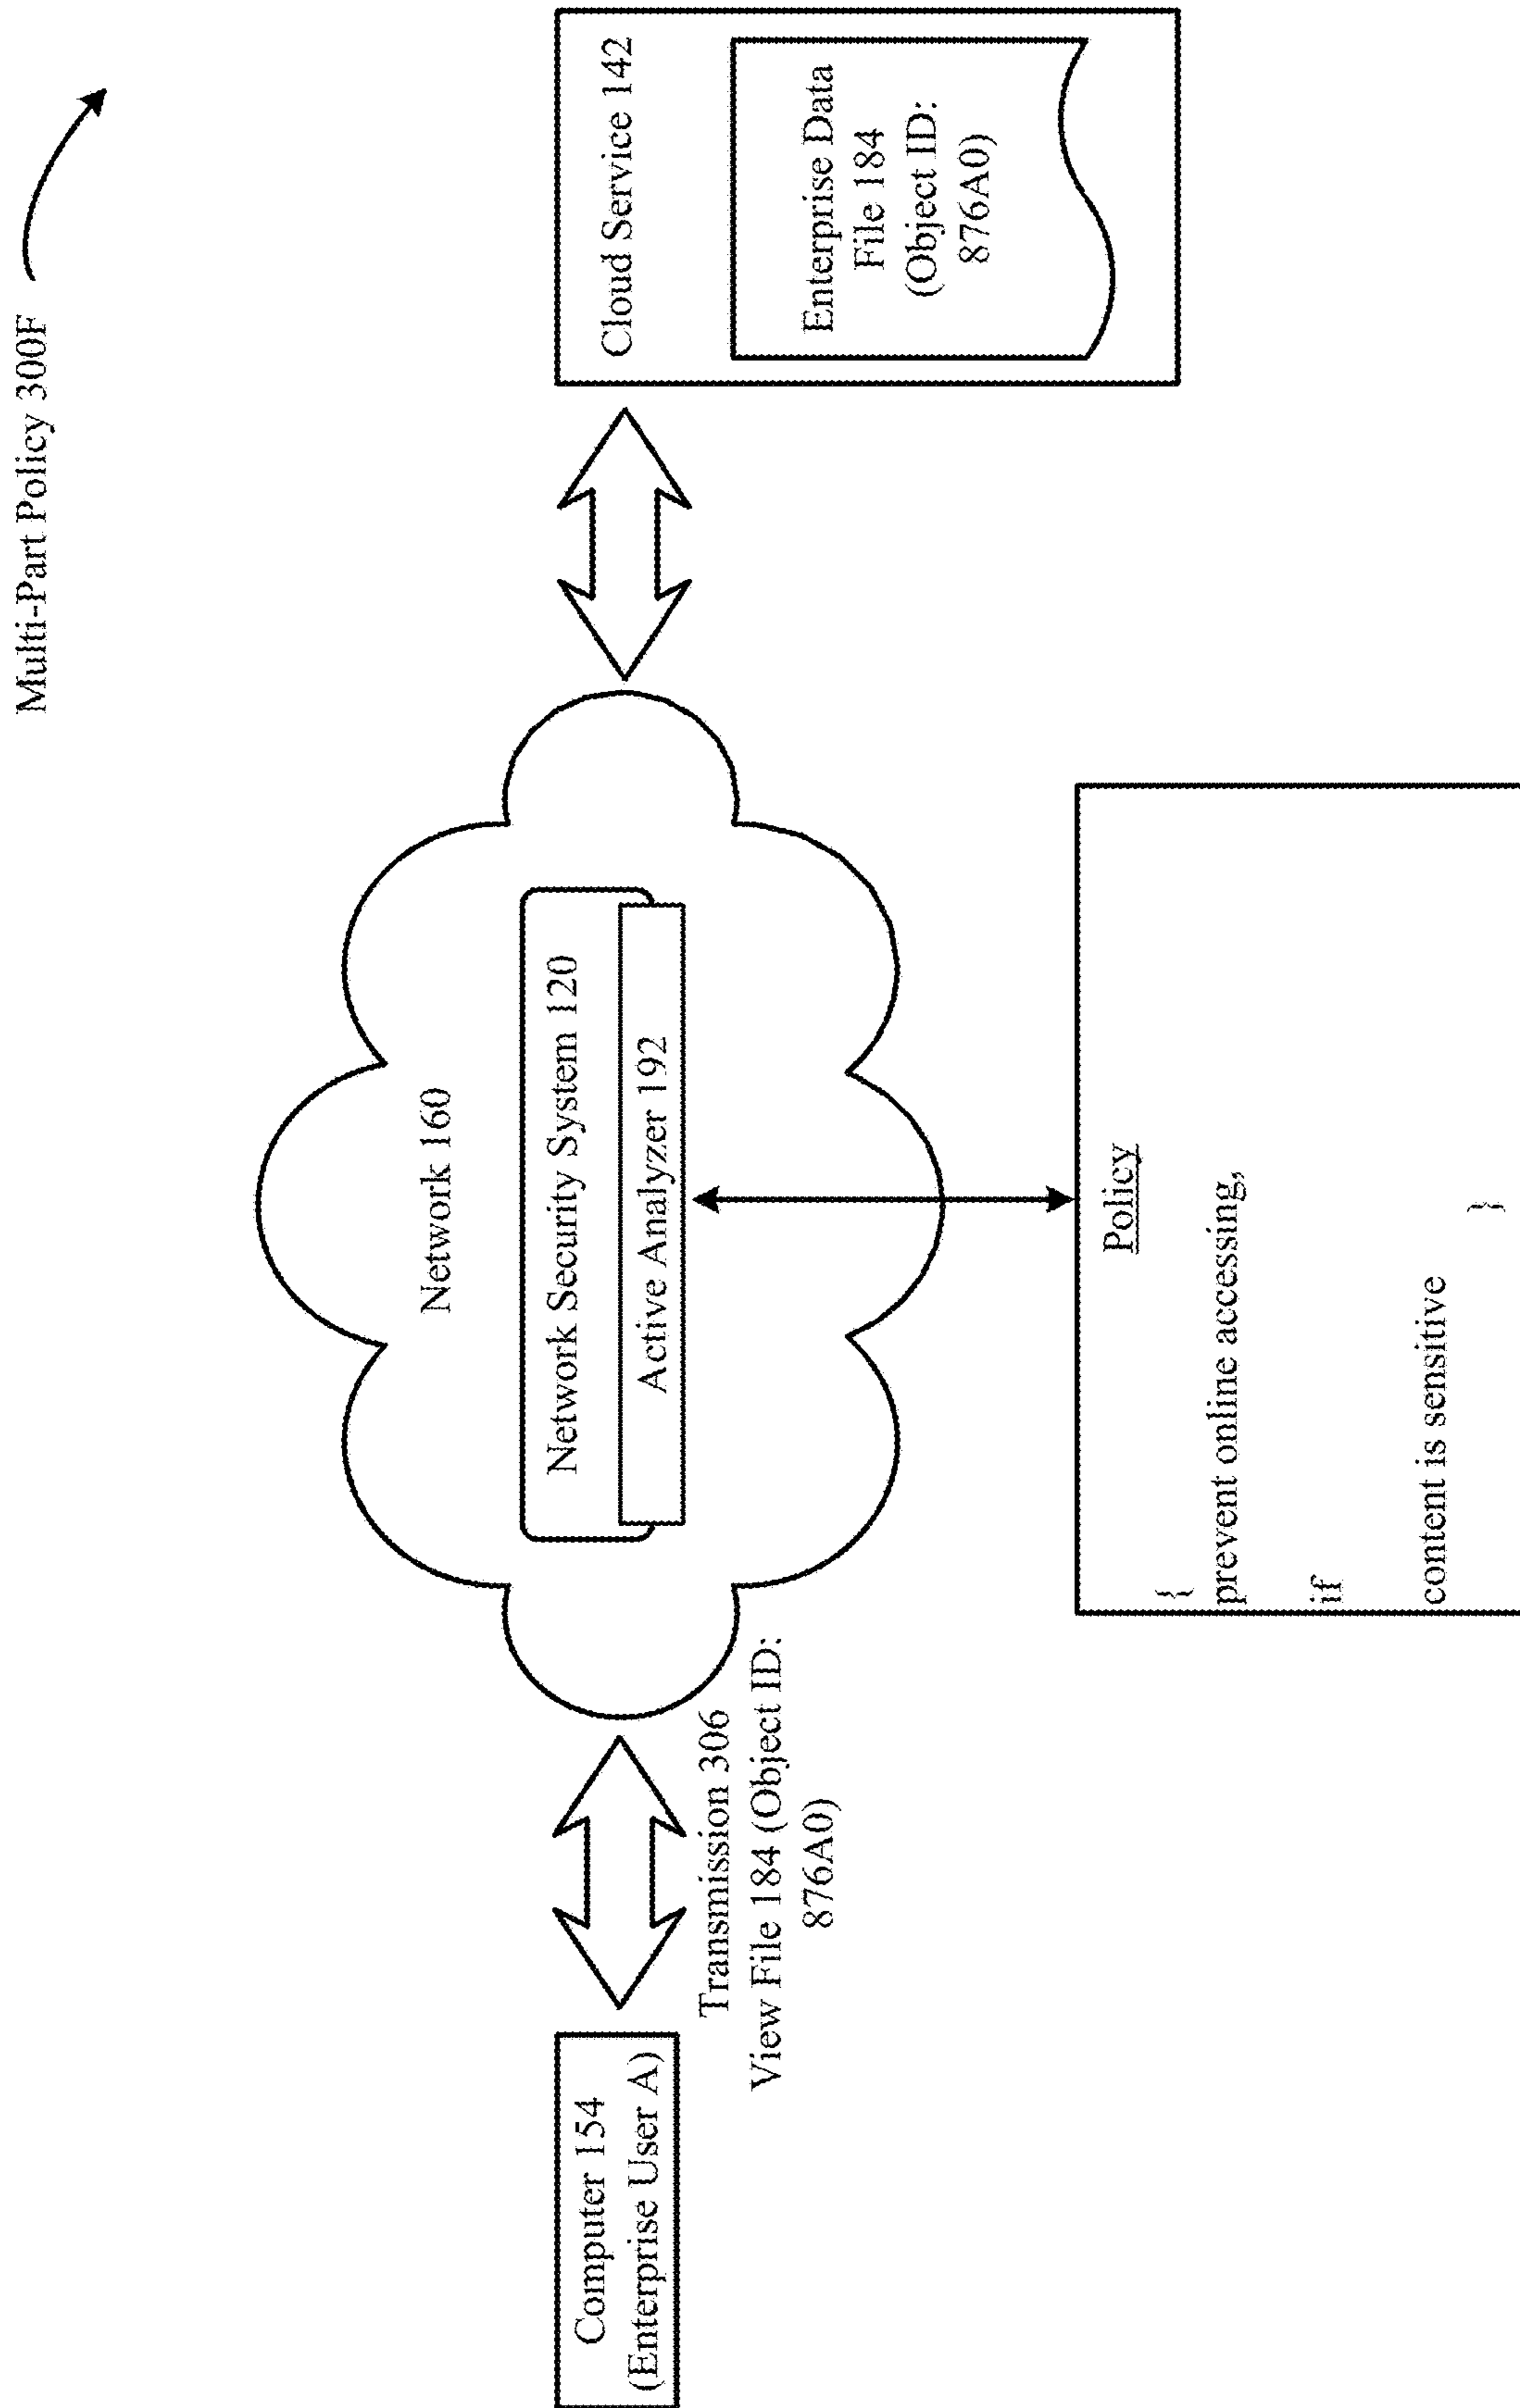 Multi-Part Policy 300F
Computer 154
(Enterprise User A)
Transmission 306
View File 184 (Object ID:
876A0)
Network 160
Network Security System 120
Active Analyzer 192
Cloud Service 142
Enterprise Data
File 184
(Object ID:
876A0)
Policy
{
prevent online accessing,
if
content is sensitive
}